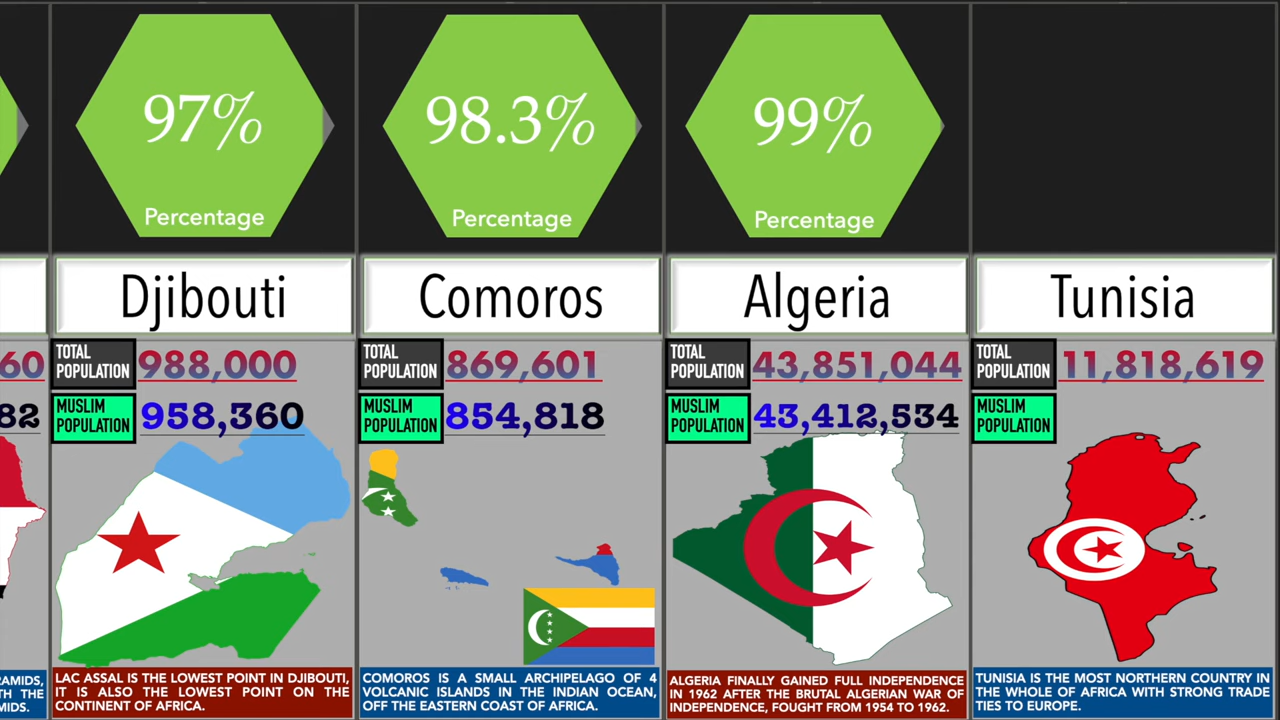 97%
Percentage
98.3%
Percentage
99%
Percentage
Djibouti
Comoros
Algeria
Tunisia
60
82
RAMIDS,
TH THE
MIDS.
TOTAL
POPULATION
988,000
MUSLIM
POPULATION
958,360
LAC ASSAL IS THE LOWEST POINT IN DJIBOUTI,
IT IS ALSO THE LOWEST POINT ON THE
CONTINENT OF AFRICA.
TOTAL
POPULATION
869,601
MUSLIM
POPULATION
854,818
COMOROS IS A SMALL ARCHIPELAGO OF 4
VOLCANIC ISLANDS IN THE INDIAN OCEAN,
OFF THE EASTERN COAST OF AFRICA.
TOTAL
POPULATION
43,851,044
MUSLIM
POPULATION
43,412,534
ALGERIA FINALLY GAINED FULL INDEPENDENCE
IN 1962 AFTER THE BRUTAL ALGERIAN WAR OF
INDEPENDENCE, FOUGHT FROM 1954 TO 1962.
TOTAL
POPULATION
11,818,619
MUSLIM
POPULATION
TUNISIA IS THE MOST NORTHERN COUNTRY IN
THE WHOLE OF AFRICA WITH STRONG TRADE
TIES TO EUROPE.